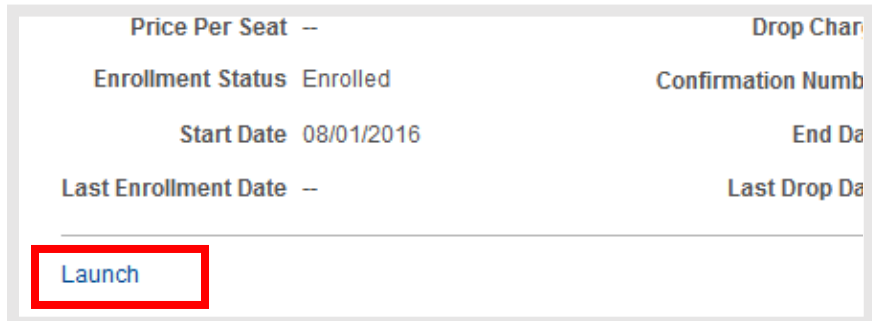 Price Per Seat -- Drop Char
Enrollment Status Enrolled Confirmation Numb
Start Date 08/01/2016 End Da
Last Enrollment Date -- Last Drop Da
Launch